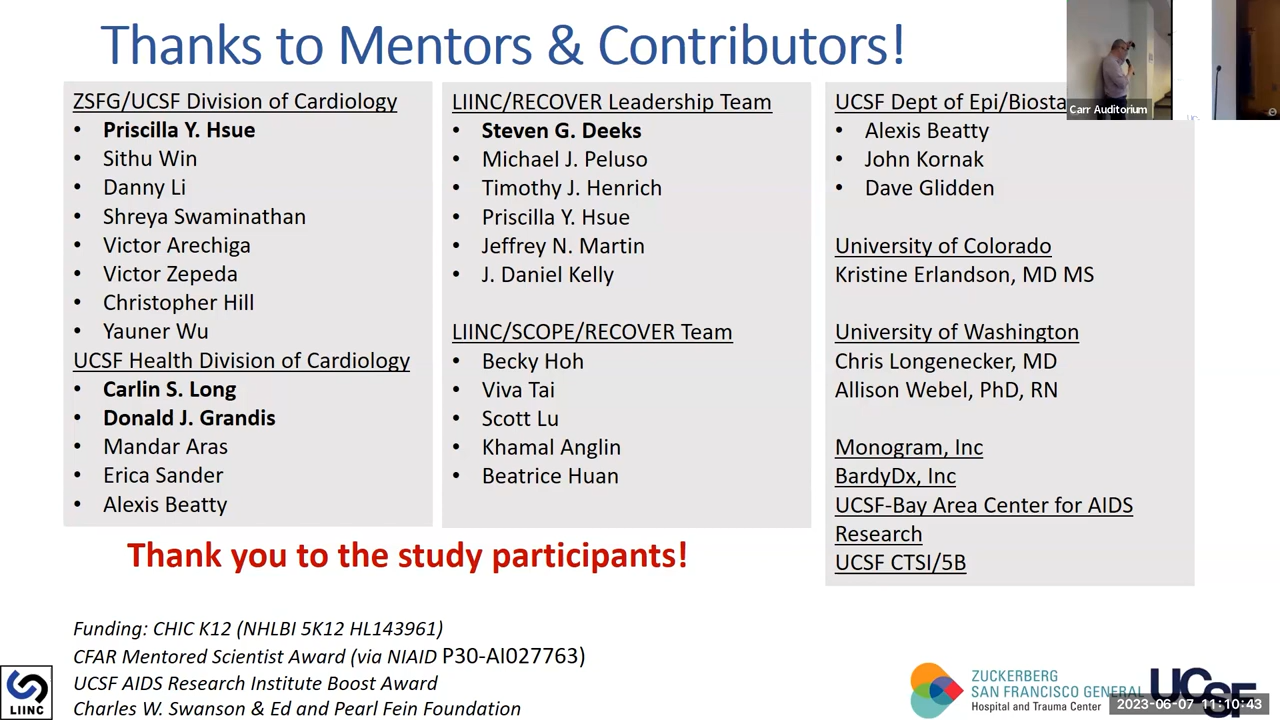 Thanks to Mentors & Contributors!
ZSFG/UCSF Division of Cardiology
• Priscilla Y. Hsue
• Sithu Win
• Danny Li
• Shreya Swaminathan
• Victor Arechiga
• Victor Zepeda
• Christopher Hill
• Yauner Wu
UCSF Health Division of Cardiology
• Carlin S. Long
• Donald J. Grandis
• Mandar Aras
• Erica Sander
• Alexis Beatty
LIINC/RECOVER Leadership Team
• Steven G. Deeks
• Michael J. Peluso
• Timothy J. Henrich
• Priscilla Y. Hsue
• Jeffrey N. Martin
• J. Daniel Kelly
LIINC/SCOPE/RECOVER Team
• Becky Hoh
• Viva Tai
• Scott Lu
• Khamal Anglin
• Beatrice Huan
UCSF Dept of Epi/Biosta
• Alexis Beatty
• John Kornak
• Dave Glidden
University of Colorado
Kristine Erlandson, MD MS
University of Washington
Chris Longenecker, MD
Allison Webel, PhD, RN
Monogram, Inc
BardyDx, Inc
UCSF-Bay Area Center for AIDS
Research
UCSF CTSI/5B
Carr Auditorium
Thank you to the study participants!
Funding: CHIC K12 (NHLBI 5K12 HL143961)
CFAR Mentored Scientist Award (via NIAID P30-AI027763)
UCSF AIDS Research Institute Boost Award
Charles W. Swanson & Ed and Pearl Fein Foundation
LIINC
ZUCKERBERG
SAN FRANCISCO GENERAL
Hospital and Trauma Center
UCSF
2023-06-07 11:10:43